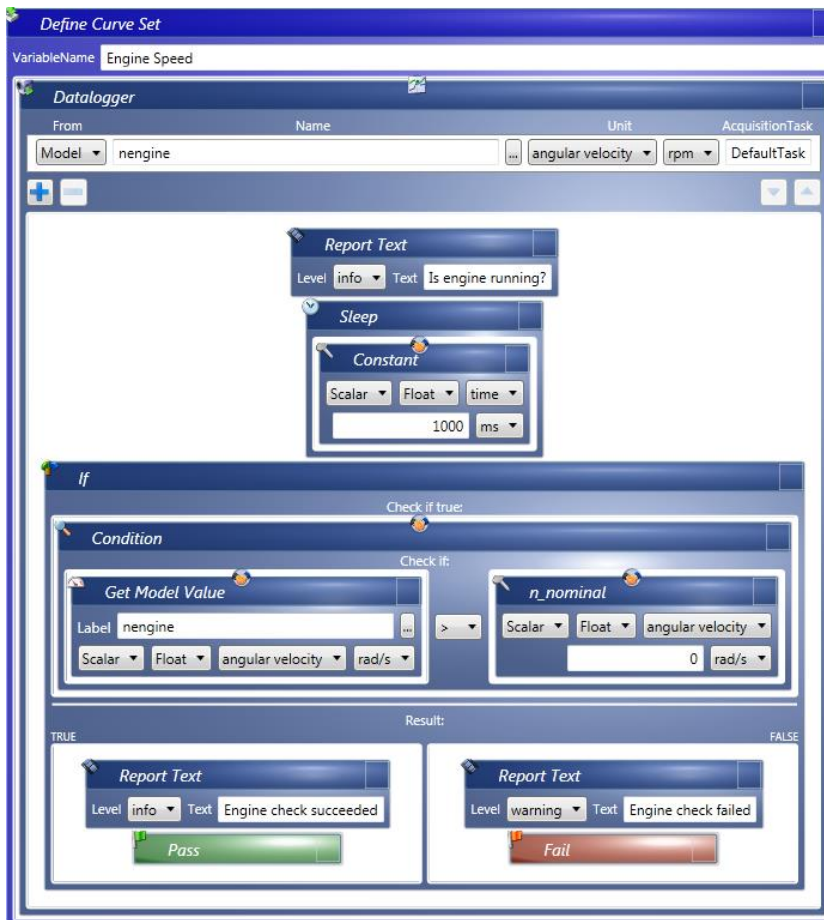 Define Curve Set
VariableName Engine Speed
Datalogger
From Name Unit AcquisitionTask
Model nengine ... angular velocity rpm DefaultTask
Report Text
Level info Text Is engine running?
Sleep
Constant
Scalar Float time
1000 ms
If
Check if true:
Condition
Check if:
Get Model Value n_nominal
Label nengine ... > Scalar Float angular velocity
Scalar Float angular velocity rad/s 0 rad/s
Result:
TRUE FALSE
Report Text Report Text
Level info Text Engine check succeeded Level warning Text Engine check failed
Pass Fail